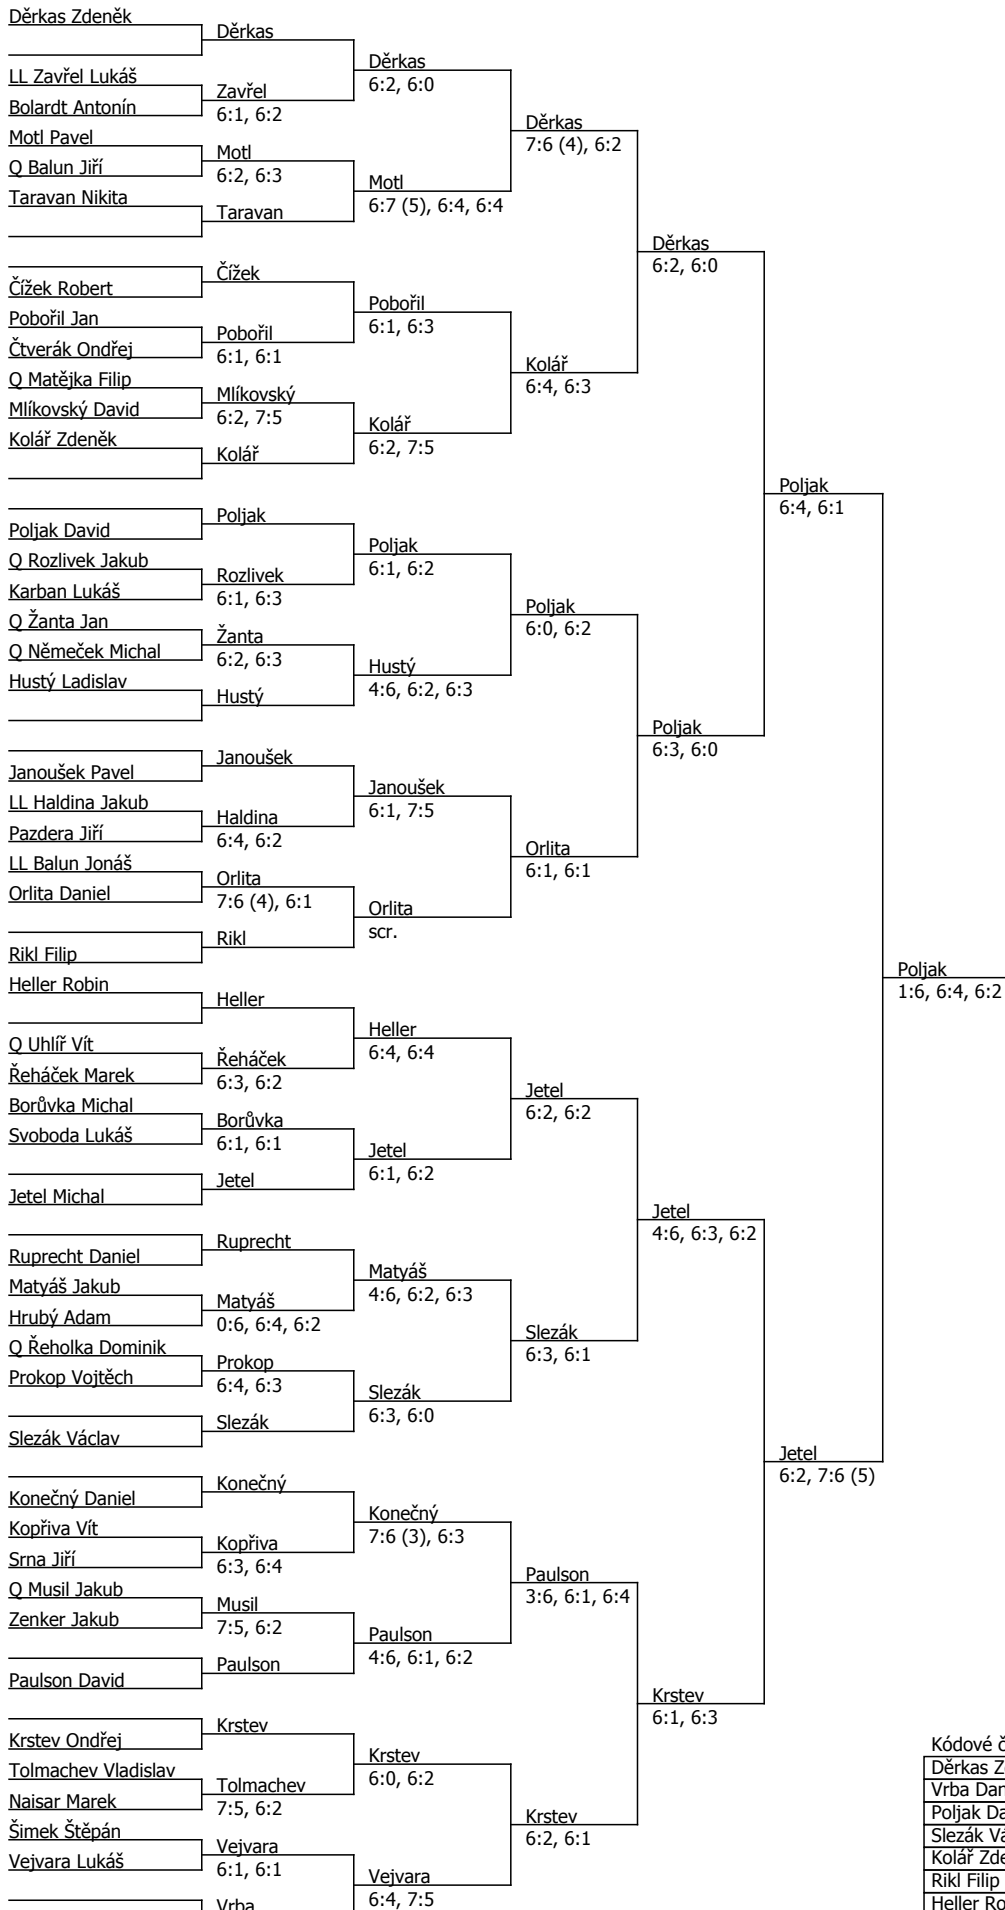 Děrkas Zdeněk
LL Zavřel Lukáš
Bolardt Antonín
Motl Pavel
Q Balun Jiří
Taravan Nikita
Čížek Robert
Pobořil Jan
Čtverák Ondřej
Q Matějka Filip
Mlíkovský David
Kolář Zdeněk
Poljak David
Q Rozlivek Jakub
Karban Lukáš
Q Žanta Jan
Q Němeček Michal
Hustý Ladislav
Janoušek Pavel
LL Haldina Jakub
Pazdera Jiří
LL Balun Jonáš
Orlita Daniel
Rikl Filip
Heller Robin
Q Uhlíř Vít
Řeháček Marek
Borůvka Michal
Svoboda Lukáš
Jetel Michal
Ruprecht Daniel
Matyáš Jakub
Hrubý Adam
Q Řeholka Dominik
Prokop Vojtěch
Slezák Václav
Konečný Daniel
Kopřiva Vít
Srna Jiří
Q Musil Jakub
Zenker Jakub
Paulson David
Krstev Ondřej
Tolmachev Vladislav
Naisar Marek
Šimek Štěpán
Vejvara Lukáš
Děrkas
Zavřel
6:1, 6:2
Motl
6:2, 6:3
Taravan
Čížek
Pobořil
6:1, 6:1
Mlíkovský
6:2, 7:5
Kolář
Poljak
Rozlivek
6:1, 6:3
Žanta
6:2, 6:3
Hustý
Janoušek
Haldina
6:4, 6:2
Orlita
7:6 (4), 6:1
Rikl
Heller
Řeháček
6:3, 6:2
Borůvka
6:1, 6:1
Jetel
Ruprecht
Matyáš
0:6, 6:4, 6:2
Prokop
6:4, 6:3
Slezák
Konečný
Kopřiva
6:3, 6:4
Musil
7:5, 6:2
Paulson
Krstev
Tolmachev
7:5, 6:2
Vejvara
6:1, 6:1
Vrba
Děrkas
6:2, 6:0
Motl
6:7 (5), 6:4, 6:4
Pobořil
6:1, 6:3
Kolář
6:2, 7:5
Poljak
6:1, 6:2
Hustý
4:6, 6:2, 6:3
Janoušek
6:1, 7:5
Orlita
scr.
Heller
6:4, 6:4
Jetel
6:1, 6:2
Matyáš
4:6, 6:2, 6:3
Slezák
6:3, 6:0
Konečný
7:6 (3), 6:3
Paulson
4:6, 6:1, 6:2
Krstev
6:0, 6:2
Vejvara
6:4, 7:5
Děrkas
7:6 (4), 6:2
Kolář
6:4, 6:3
Poljak
6:0, 6:2
Orlita
6:1, 6:1
Jetel
6:2, 6:2
Slezák
6:3, 6:1
Paulson
3:6, 6:1, 6:4
Krstev
6:2, 6:1
Děrkas
6:2, 6:0
Poljak
6:3, 6:0
Jetel
4:6, 6:3, 6:2
Krstev
6:1, 6:3
Poljak
6:4, 6:1
Jetel
6:2, 7:6 (5)
Poljak
1:6, 6:4, 6:2
Kódové č
Děrkas Z
Vrba Dan
Poljak Da
Slezák Vá
Kolář Zde
Rikl Filip
Heller Ro